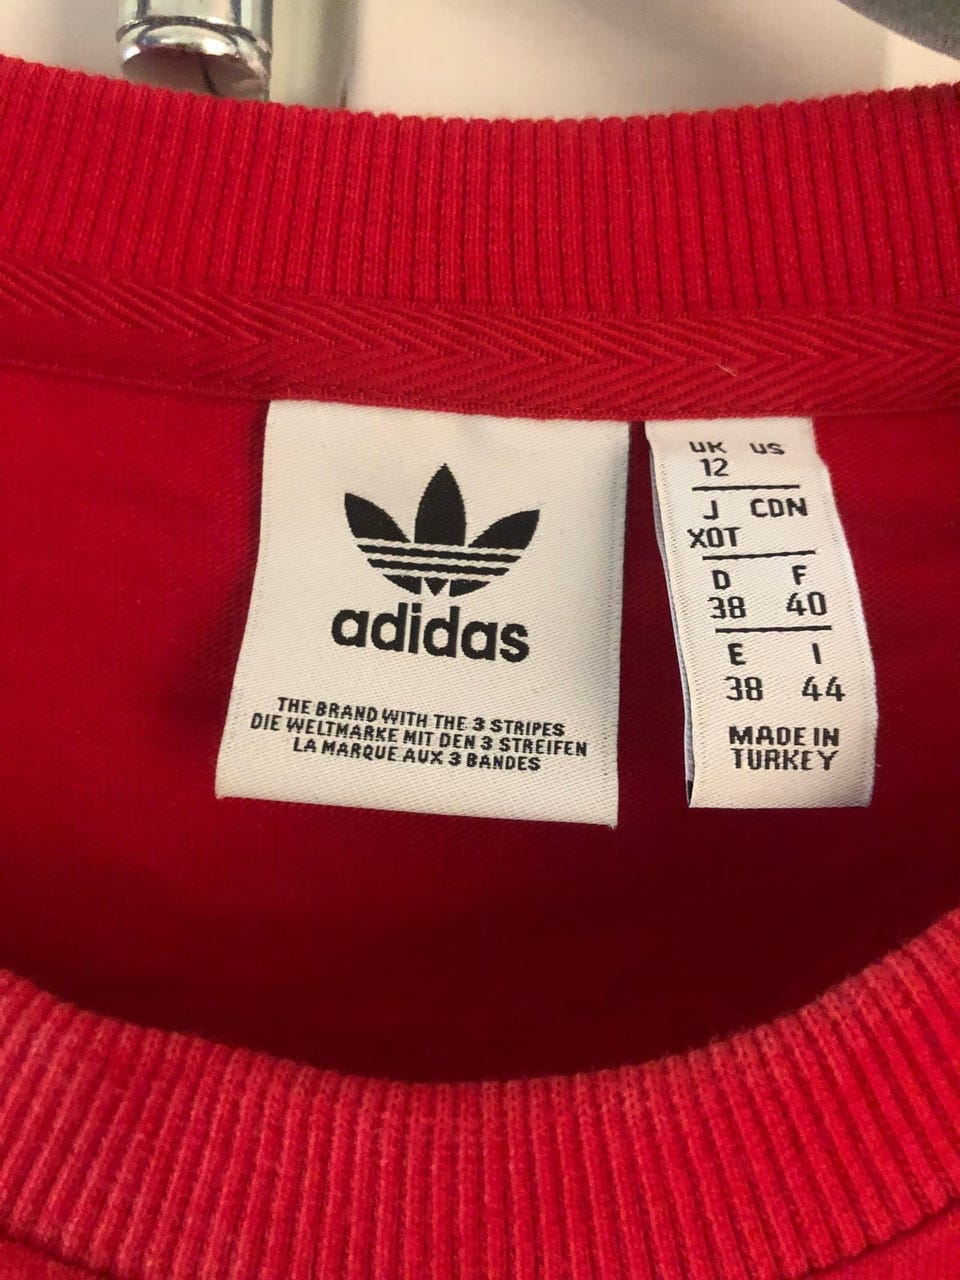 adidas
THE BRAND WITH THE 3 STRIPES
DIE WELTMARKE MIT DEN 3 STREIFEN
LA MARQUE AUX 3 BANDES
UK US
12
J CDN
XOT
D F
38 40
E I
38 44
MADE IN
TURKEY